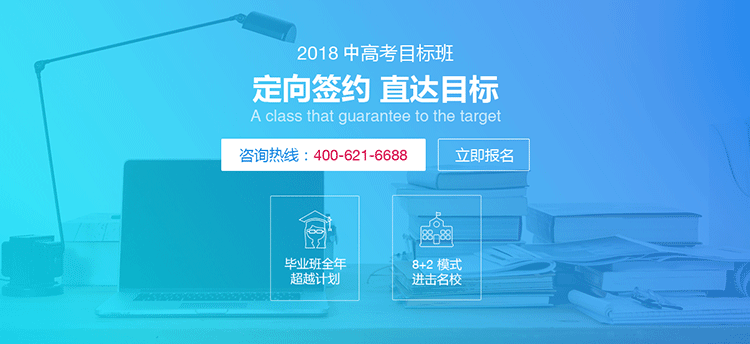 2018 中高考目标班
定向签约 直达目标
A class that guarantee to the target
咨询热线：400-621-6688
立即报名
毕业班全年
超越计划
8+2 模式
进击名校